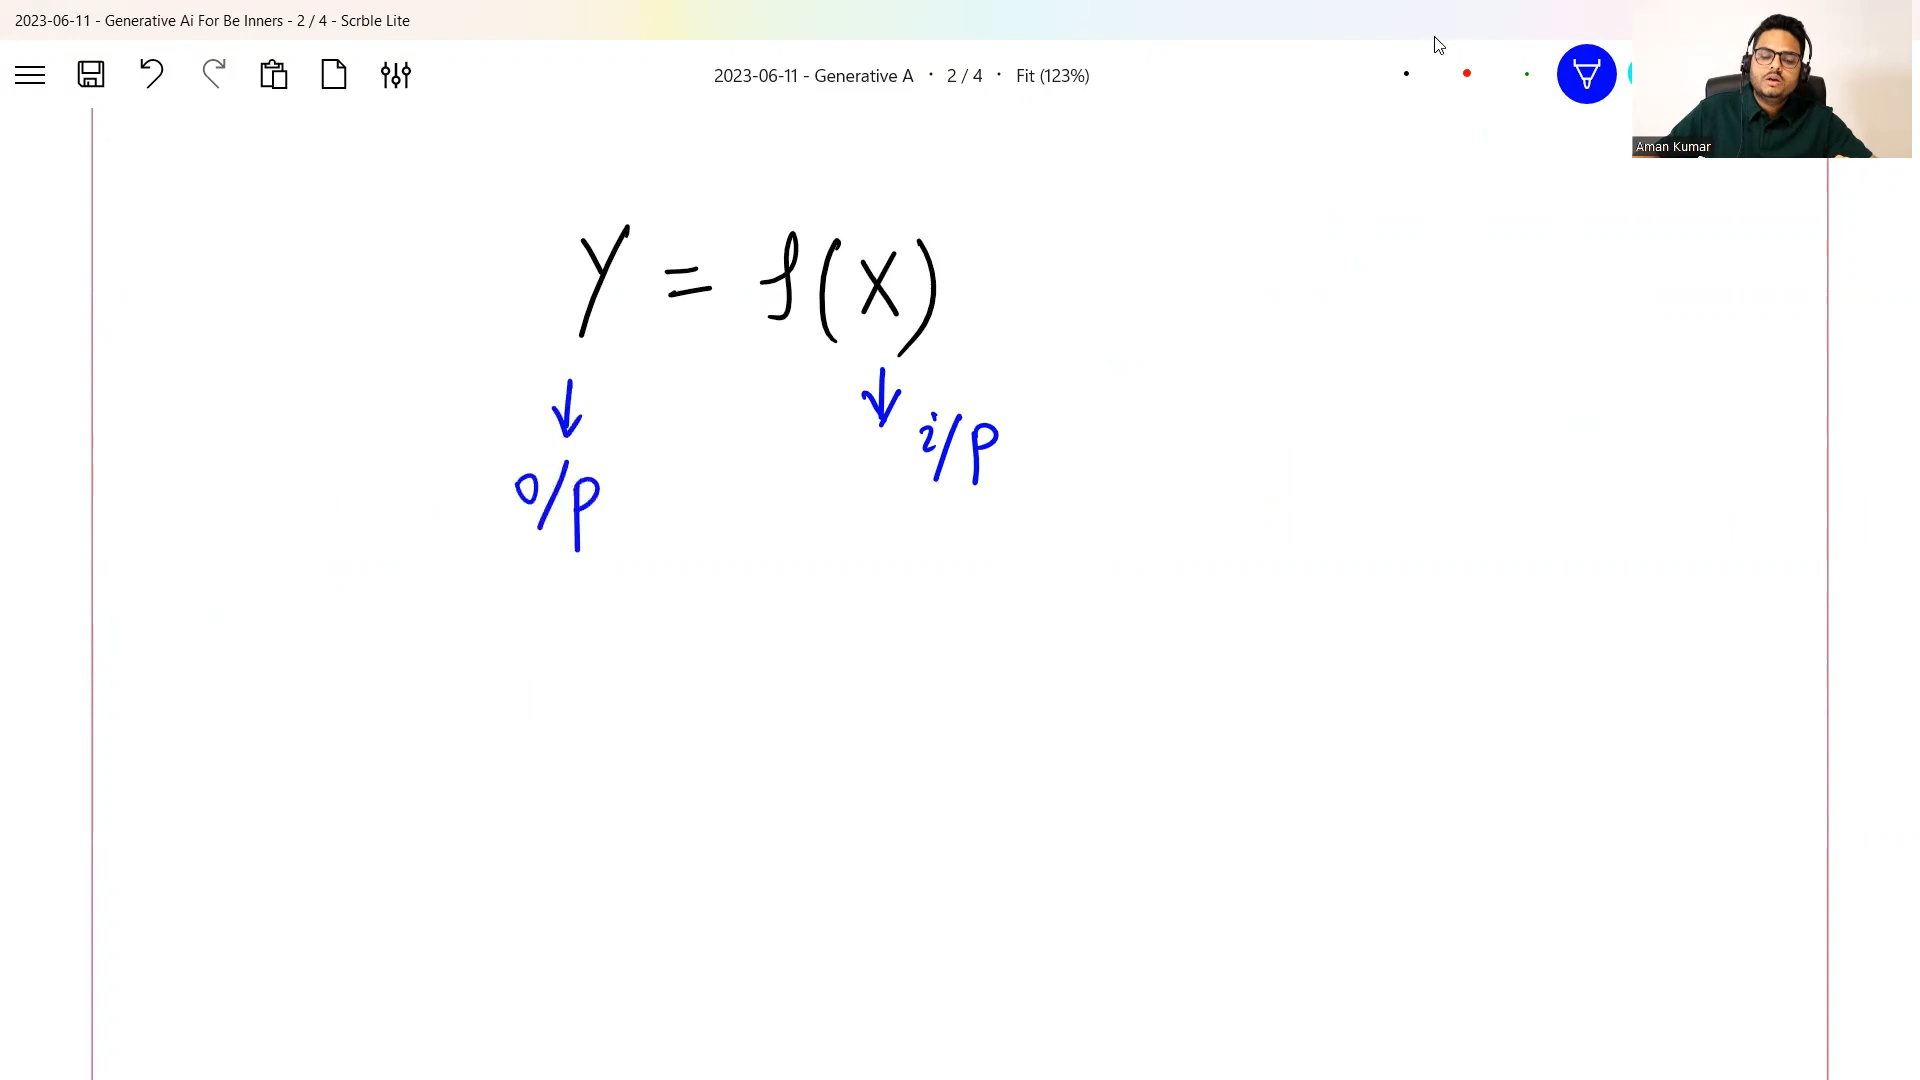 2023-06-11 - Generative Ai For Be Inners - 2 / 4 - Scrble Lite
2023-06-11 - Generative A • 2 / 4 • Fit (123%)
Aman Kumar
Y = f(X)
i/p
o/p